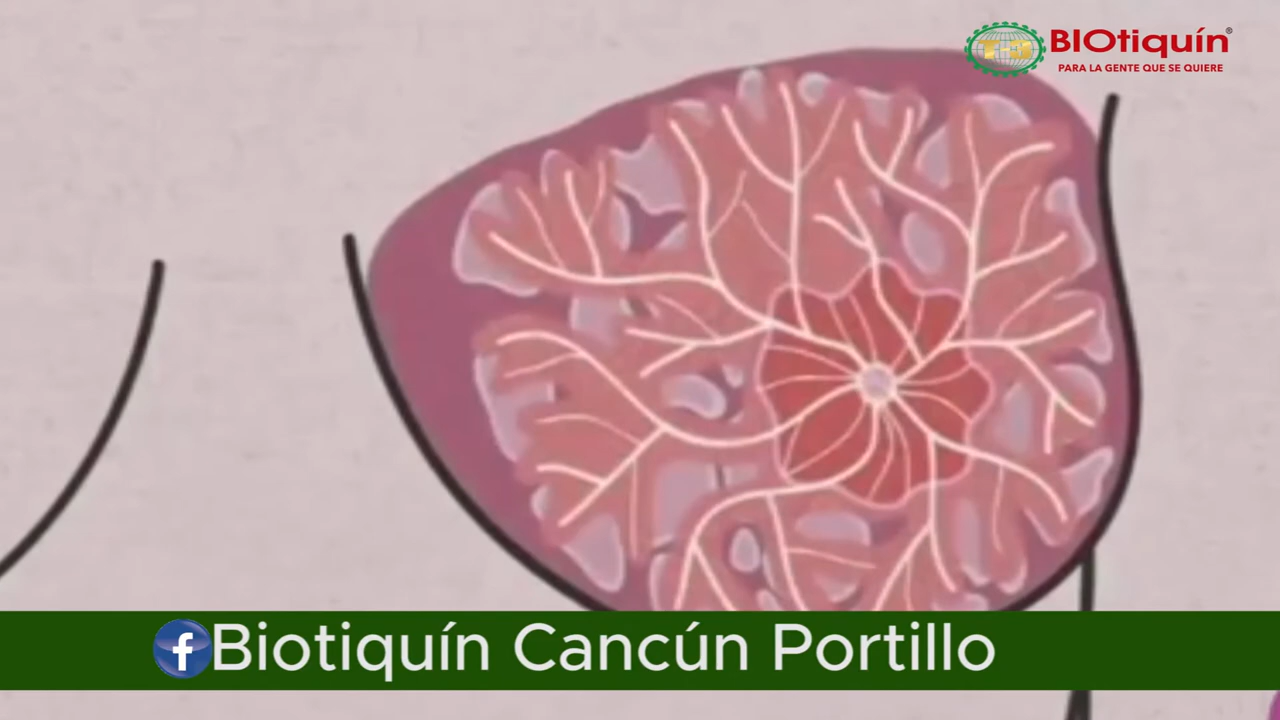 BIOtiquín®
PARA LA GENTE QUE SE QUIERE
Biotiquín Cancún Portillo